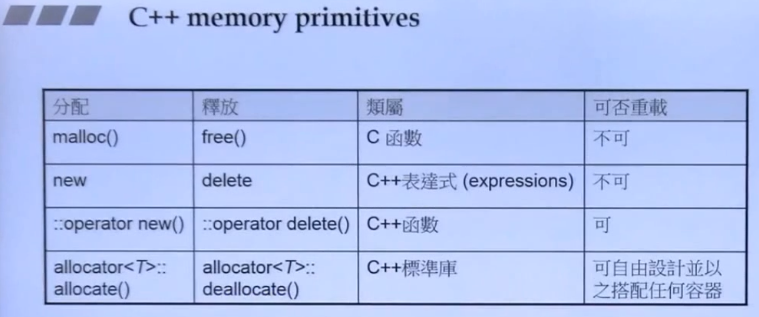 C++ memory primitives
分配 釋放 類屬 可否重載
malloc() free() C 函數 不可
new delete C++表達式 (expressions) 不可
::operator new() ::operator delete() C++函數 可
allocator<T>:: allocator<T>:: C++標準庫 可自由設計並以
allocate() deallocate() 之搭配任何容器